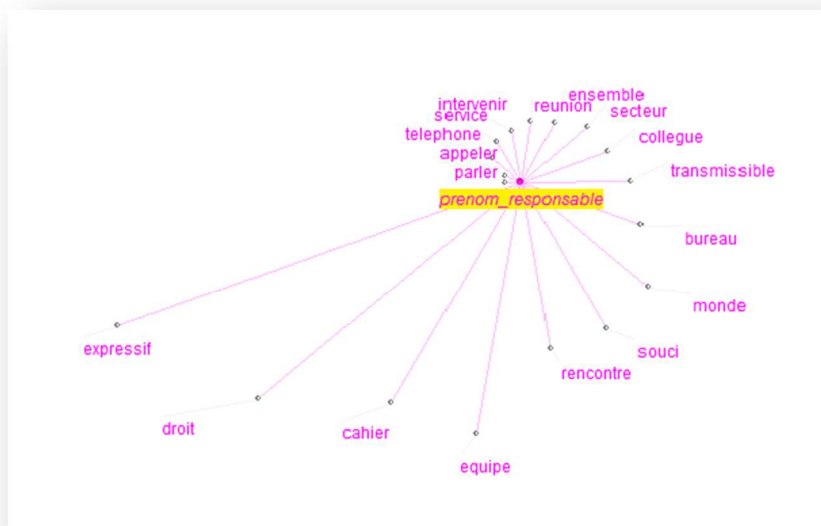 ensemble
intervenir
reunion
service
secteur
telephone
collegue
appeler
parler
transmissible
prenom_responsable
bureau
monde
expressif
souci
rencontre
droit
cahier
equipe